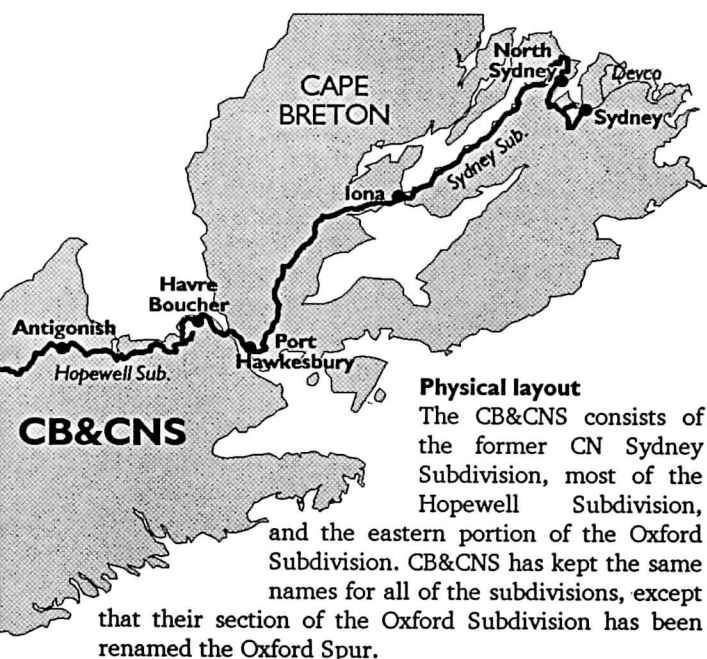 North
Sydney
Devco
CAPE
BRETON
Sydney
Sydney Sub.
Iona
Havre
Boucher
Antigonish
Port
Hawkesbury
Hopewell Sub.
CB&CNS
Physical layout
The CB&CNS consists of
the former CN Sydney
Subdivision, most of the
Hopewell Subdivision,
and the eastern portion of the Oxford
Subdivision. CB&CNS has kept the same
names for all of the subdivisions, except
that their section of the Oxford Subdivision has been
renamed the Oxford Spur.